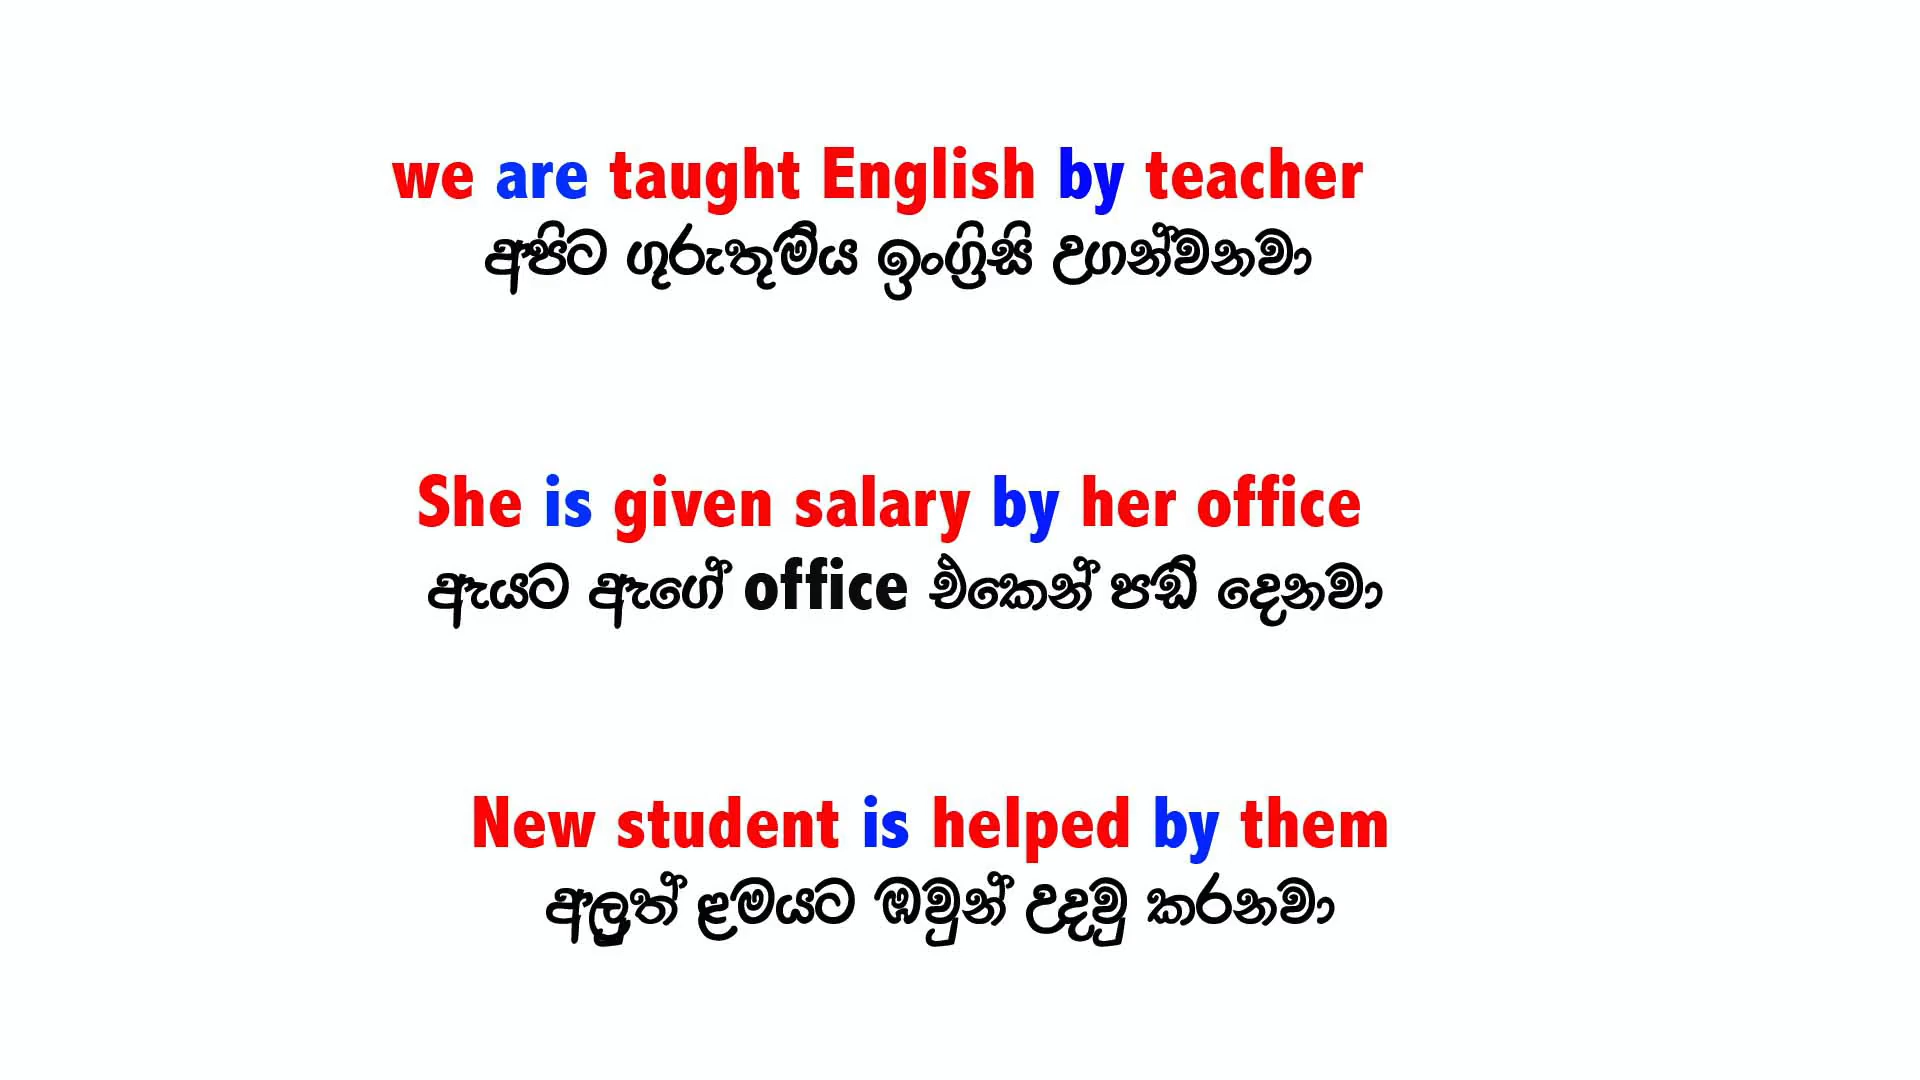 we are taught English by teacher
අපිට ගූරුතූමිය ඉංග්‍රිසි උගන්වනවා
She is given salary by her office
ඇයට ඇගේ office එකෙන් පඩි දෙනවා
New student is helped by them
අලුත් ළමයට ඹවුන් උදවු කරනවා